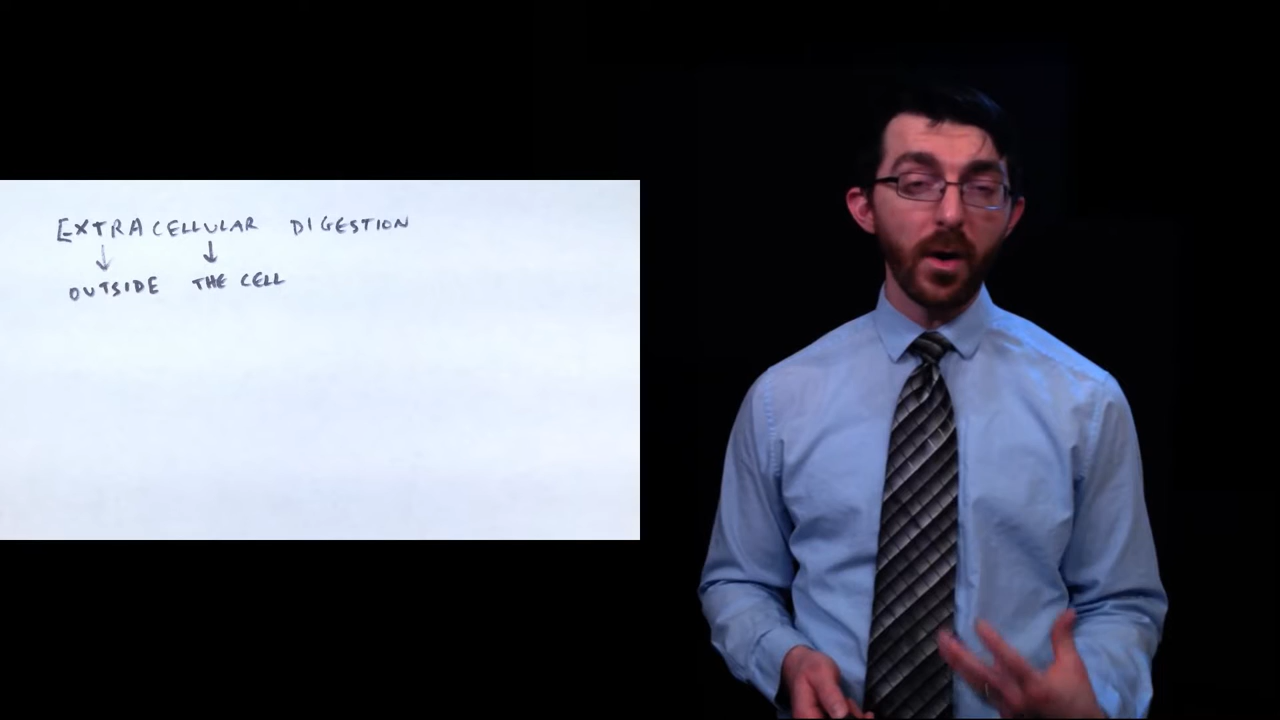 EXTRACELLULAR DIGESTION
↓ ↓
OUTSIDE THE CELL